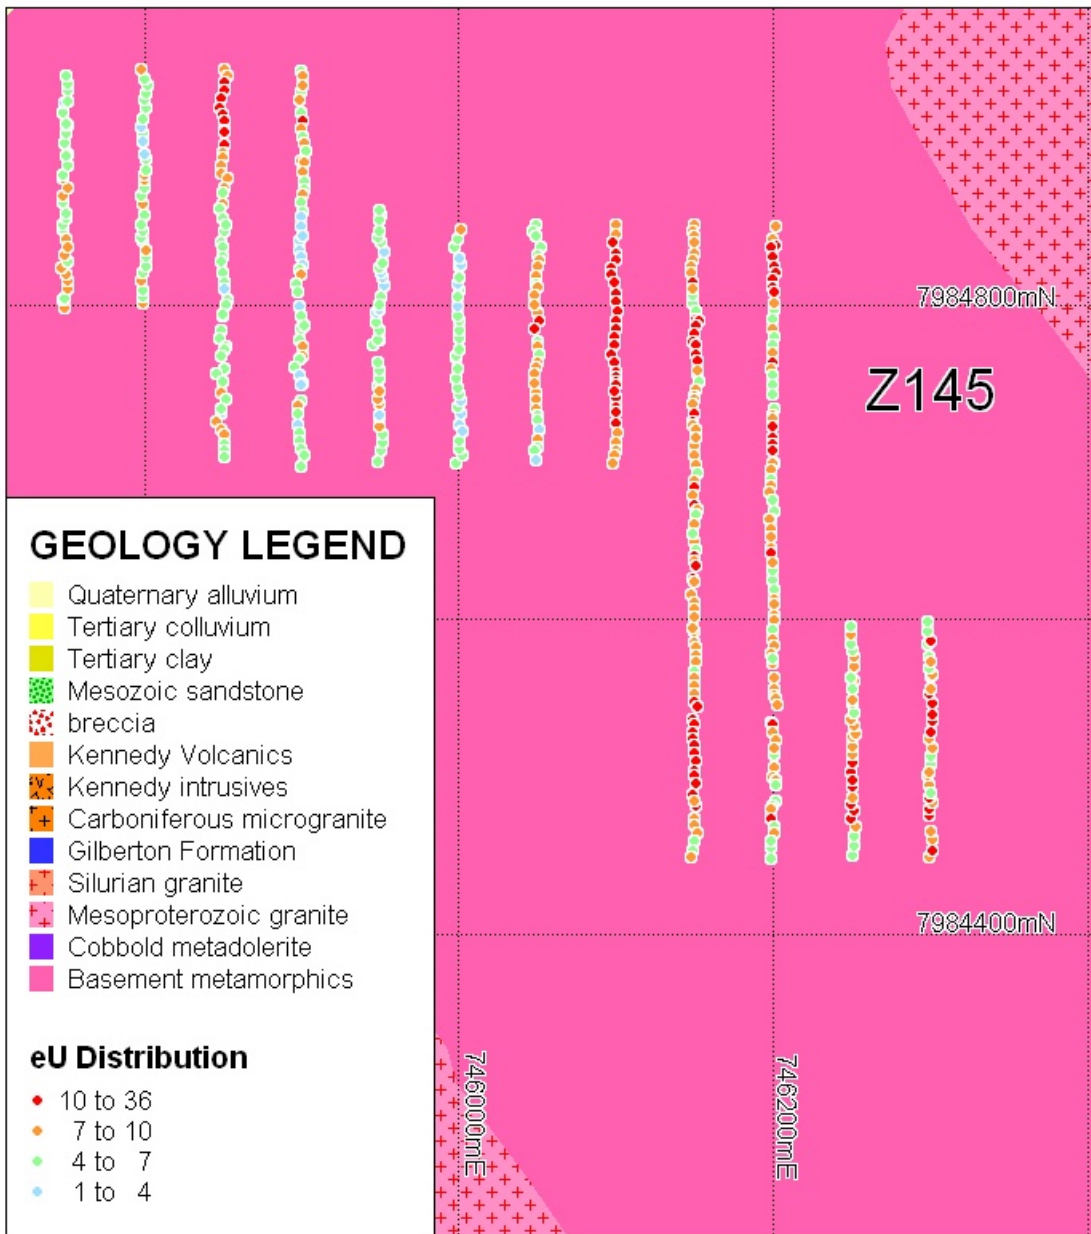 7984800mN
Z145
GEOLOGY LEGEND
Quaternary alluvium
Tertiary colluvium
Tertiary clay
Mesozoic sandstone
breccia
Kennedy Volcanics
Kennedy intrusives
Carboniferous microgranite
Gilberton Formation
Silurian granite
Mesoproterozoic granite
Cobbold metadolerite
Basement metamorphics
eU Distribution
10 to 36
7 to 10
4 to 7
1 to 4
7984400mN
746000mE
746200mE